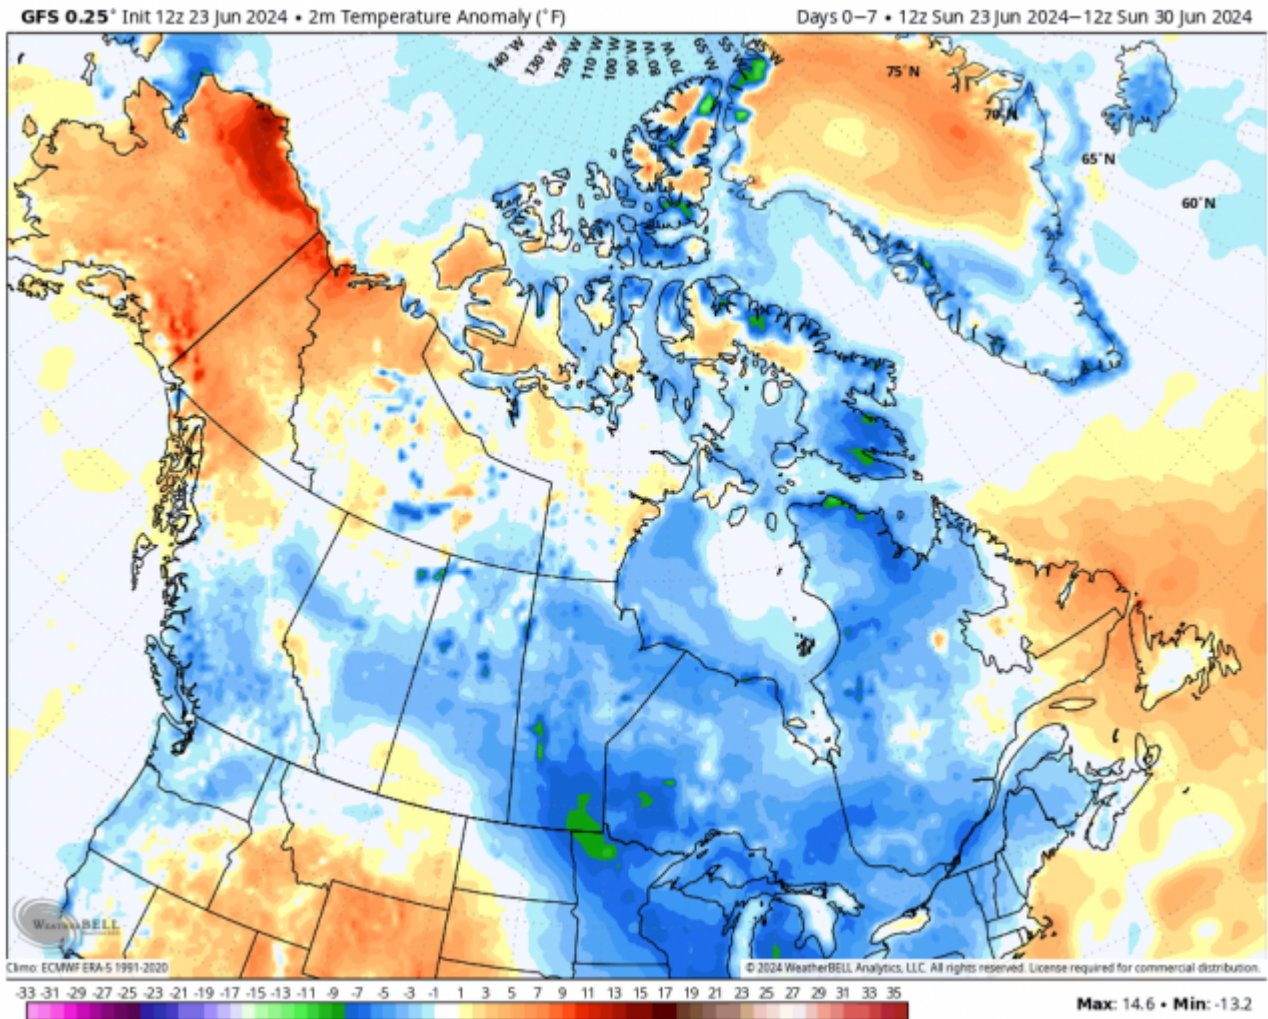 GFS 0.25° Init 12z 23 Jun 2024 • 2m Temperature Anomaly (°F)
Days 0−7 • 12z Sun 23 Jun 2024−12z Sun 30 Jun 2024
140°W 130°W 120°W 110°W 100°W 90°W 80°W 70°W 65°W 55°W 45°W
75°N
70°N
65°N
60°N
WEATHERBELL
Climo: ECMWF ERA-5 1991-2020
© 2024 WeatherBELL Analytics, LLC. All rights reserved. License required for commercial distribution.
-33 -31 -29 -27 -25 -23 -21 -19 -17 -15 -13 -11 -9 -7 -5 -3 -1 1 3 5 7 9 11 13 15 17 19 21 23 25 27 29 31 33 35
Max: 14.6 • Min: -13.2